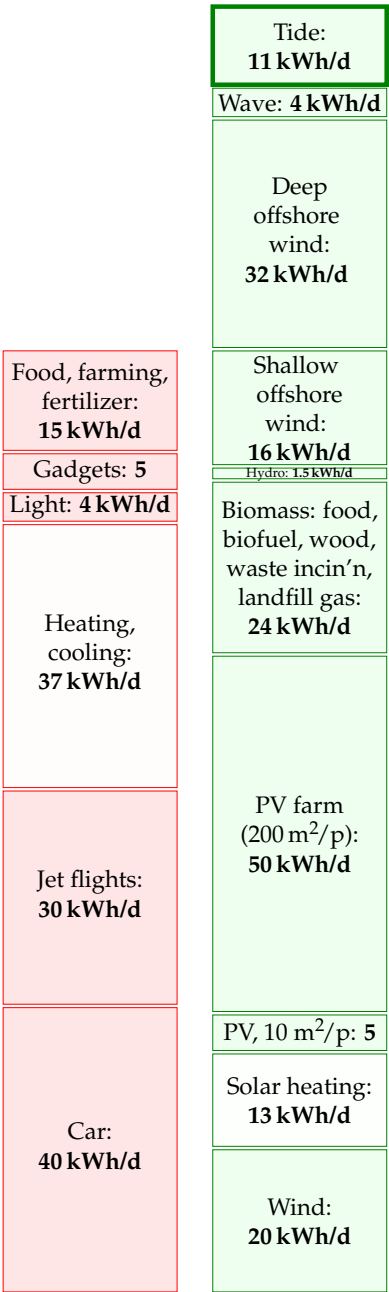 Food, farming,
fertilizer:
15 kWh/d
Gadgets: 5
Light: 4 kWh/d
Heating,
cooling:
37 kWh/d
Jet flights:
30 kWh/d
Car:
40 kWh/d
Tide:
11 kWh/d
Wave: 4 kWh/d
Deep
offshore
wind:
32 kWh/d
Shallow
offshore
wind:
16 kWh/d
Hydro: 1.5 kWh/d
Biomass: food,
biofuel, wood,
waste incin'n,
landfill gas:
24 kWh/d
PV farm
(200 m²/p):
50 kWh/d
PV, 10 m²/p: 5
Solar heating:
13 kWh/d
Wind:
20 kWh/d